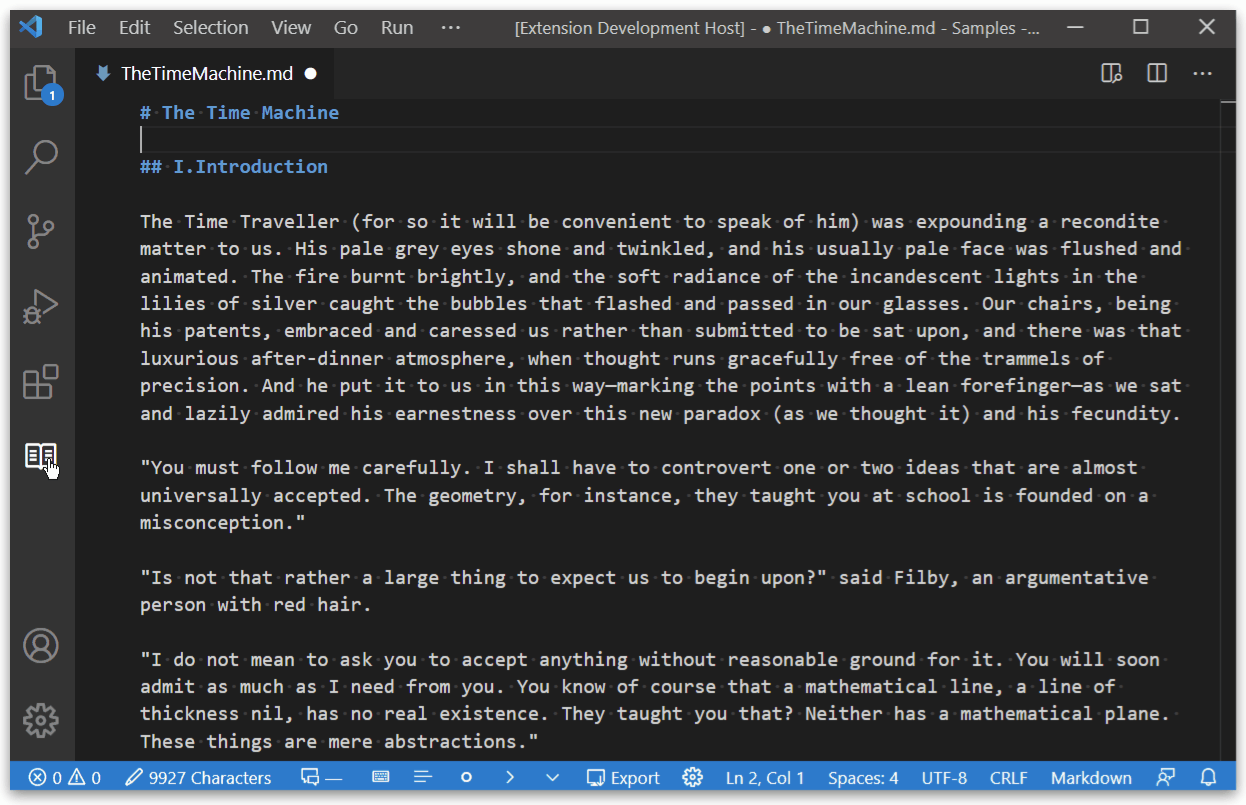 File Edit Selection View Go Run ··· [Extension Development Host] - ● TheTimeMachine.md - Samples -...
TheTimeMachine.md ●
1
# The Time Machine
## I.Introduction
The Time Traveller (for so it will be convenient to speak of him) was expounding a recondite
matter to us. His pale grey eyes shone and twinkled, and his usually pale face was flushed and
animated. The fire burnt brightly, and the soft radiance of the incandescent lights in the
lilies of silver caught the bubbles that flashed and passed in our glasses. Our chairs, being
his patents, embraced and caressed us rather than submitted to be sat upon, and there was that
luxurious after-dinner atmosphere, when thought runs gracefully free of the trammels of
precision. And he put it to us in this way—marking the points with a lean forefinger—as we sat
and lazily admired his earnestness over this new paradox (as we thought it) and his fecundity.
"You must follow me carefully. I shall have to controvert one or two ideas that are almost
universally accepted. The geometry, for instance, they taught you at school is founded on a
misconception."
"Is not that rather a large thing to expect us to begin upon?" said Filby, an argumentative
person with red hair.
"I do not mean to ask you to accept anything without reasonable ground for it. You will soon
admit as much as I need from you. You know of course that a mathematical line, a line of
thickness nil, has no real existence. They taught you that? Neither has a mathematical plane.
These things are mere abstractions."
0 0 9927 Characters — Export Ln 2, Col 1 Spaces: 4 UTF-8 CRLF Markdown